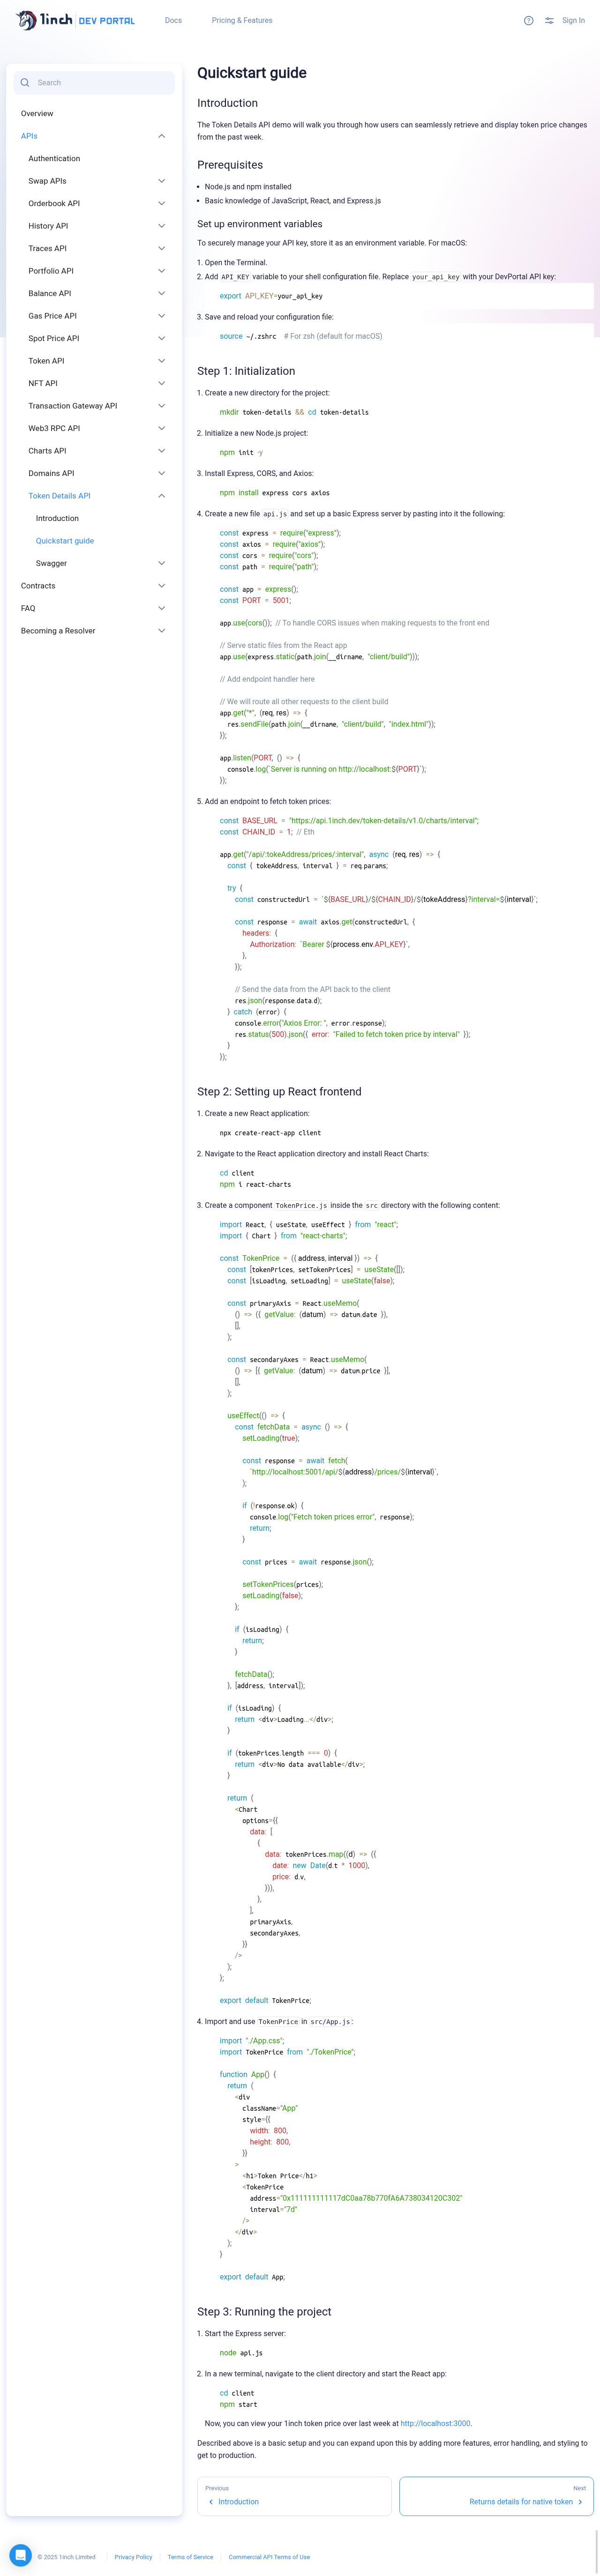 1inch DEV PORTAL
Docs
Pricing & Features
Sign In
Search
Overview
APIs
Authentication
Swap APIs
Orderbook API
History API
Traces API
Portfolio API
Balance API
Gas Price API
Spot Price API
Token API
NFT API
Transaction Gateway API
Web3 RPC API
Charts API
Domains API
Token Details API
Introduction
Quickstart guide
Swagger
Contracts
FAQ
Becoming a Resolver
Quickstart guide
Introduction
The Token Details API demo will walk you through how users can seamlessly retrieve and display token price changes
from the past week.
Prerequisites
• Node.js and npm installed
• Basic knowledge of JavaScript, React, and Express.js
Set up environment variables
To securely manage your API key, store it as an environment variable. For macOS:
1. Open the Terminal.
2. Add API_KEY variable to your shell configuration file. Replace your_api_key with your DevPortal API key:
export API_KEY=your_api_key
3. Save and reload your configuration file:
source ~/.zshrc # For zsh (default for macOS)
Step 1: Initialization
1. Create a new directory for the project:
mkdir token-details && cd token-details
2. Initialize a new Node.js project:
npm init -y
3. Install Express, CORS, and Axios:
npm install express cors axios
4. Create a new file api.js and set up a basic Express server by pasting into it the following:
const express = require("express");
const axios = require("axios");
const cors = require("cors");
const path = require("path");
const app = express();
const PORT = 5001;
app.use(cors()); // To handle CORS issues when making requests to the front end
// Serve static files from the React app
app.use(express.static(path.join(__dirname, "client/build")));
// Add endpoint handler here
// We will route all other requests to the client build
app.get("*", (req, res) => {
res.sendFile(path.join(__dirname, "client/build", "index.html"));
});
app.listen(PORT, () => {
console.log(`Server is running on http://localhost:${PORT}`);
});
5. Add an endpoint to fetch token prices:
const BASE_URL = "https://api.1inch.dev/token-details/v1.0/charts/interval";
const CHAIN_ID = 1; // Eth
app.get("/api/:tokeAddress/prices/:interval", async (req, res) => {
const { tokeAddress, interval } = req.params;
try {
const constructedUrl = `${BASE_URL}/${CHAIN_ID}/${tokeAddress}?interval=${interval}`;
const response = await axios.get(constructedUrl, {
headers: {
Authorization: `Bearer ${process.env.API_KEY}`,
},
});
// Send the data from the API back to the client
res.json(response.data.d);
} catch (error) {
console.error("Axios Error: ", error.response);
res.status(500).json({ error: "Failed to fetch token price by interval" });
}
});
Step 2: Setting up React frontend
1. Create a new React application:
npx create-react-app client
2. Navigate to the React application directory and install React Charts:
cd client
npm i react-charts
3. Create a component TokenPrice.js inside the src directory with the following content:
import React, { useState, useEffect } from "react";
import { Chart } from "react-charts";
const TokenPrice = ({ address, interval }) => {
const [tokenPrices, setTokenPrices] = useState([]);
const [isLoading, setLoading] = useState(false);
const primaryAxis = React.useMemo(
() => ({ getValue: (datum) => datum.date }),
[],
);
const secondaryAxes = React.useMemo(
() => [{ getValue: (datum) => datum.price }],
[],
);
useEffect(() => {
const fetchData = async () => {
setLoading(true);
const response = await fetch(
`http://localhost:5001/api/${address}/prices/${interval}`,
);
if (!response.ok) {
console.log("Fetch token prices error", response);
return;
}
const prices = await response.json();
setTokenPrices(prices);
setLoading(false);
};
if (isLoading) {
return;
}
fetchData();
}, [address, interval]);
if (isLoading) {
return <div>Loading...</div>;
}
if (tokenPrices.length === 0) {
return <div>No data available</div>;
}
return (
<Chart
options={{
data: [
{
data: tokenPrices.map((d) => ({
date: new Date(d.t * 1000),
price: d.v,
})),
},
],
primaryAxis,
secondaryAxes,
}}
/>
);
};
export default TokenPrice;
4. Import and use TokenPrice in src/App.js:
import "./App.css";
import TokenPrice from "./TokenPrice";
function App() {
return (
<div
className="App"
style={{
width: 800,
height: 800,
}}
>
<h1>Token Price</h1>
<TokenPrice
address="0x111111111117dC0aa78b770fA6A738034120C302"
interval="7d"
/>
</div>
);
}
export default App;
Step 3: Running the project
1. Start the Express server:
node api.js
2. In a new terminal, navigate to the client directory and start the React app:
cd client
npm start
Now, you can view your 1inch token price over last week at http://localhost:3000.
Described above is a basic setup and you can expand upon this by adding more features, error handling, and styling to
get to production.
Previous
Introduction
Next
Returns details for native token
© 2025 1inch Limited
Privacy Policy
Terms of Service
Commercial API Terms of Use